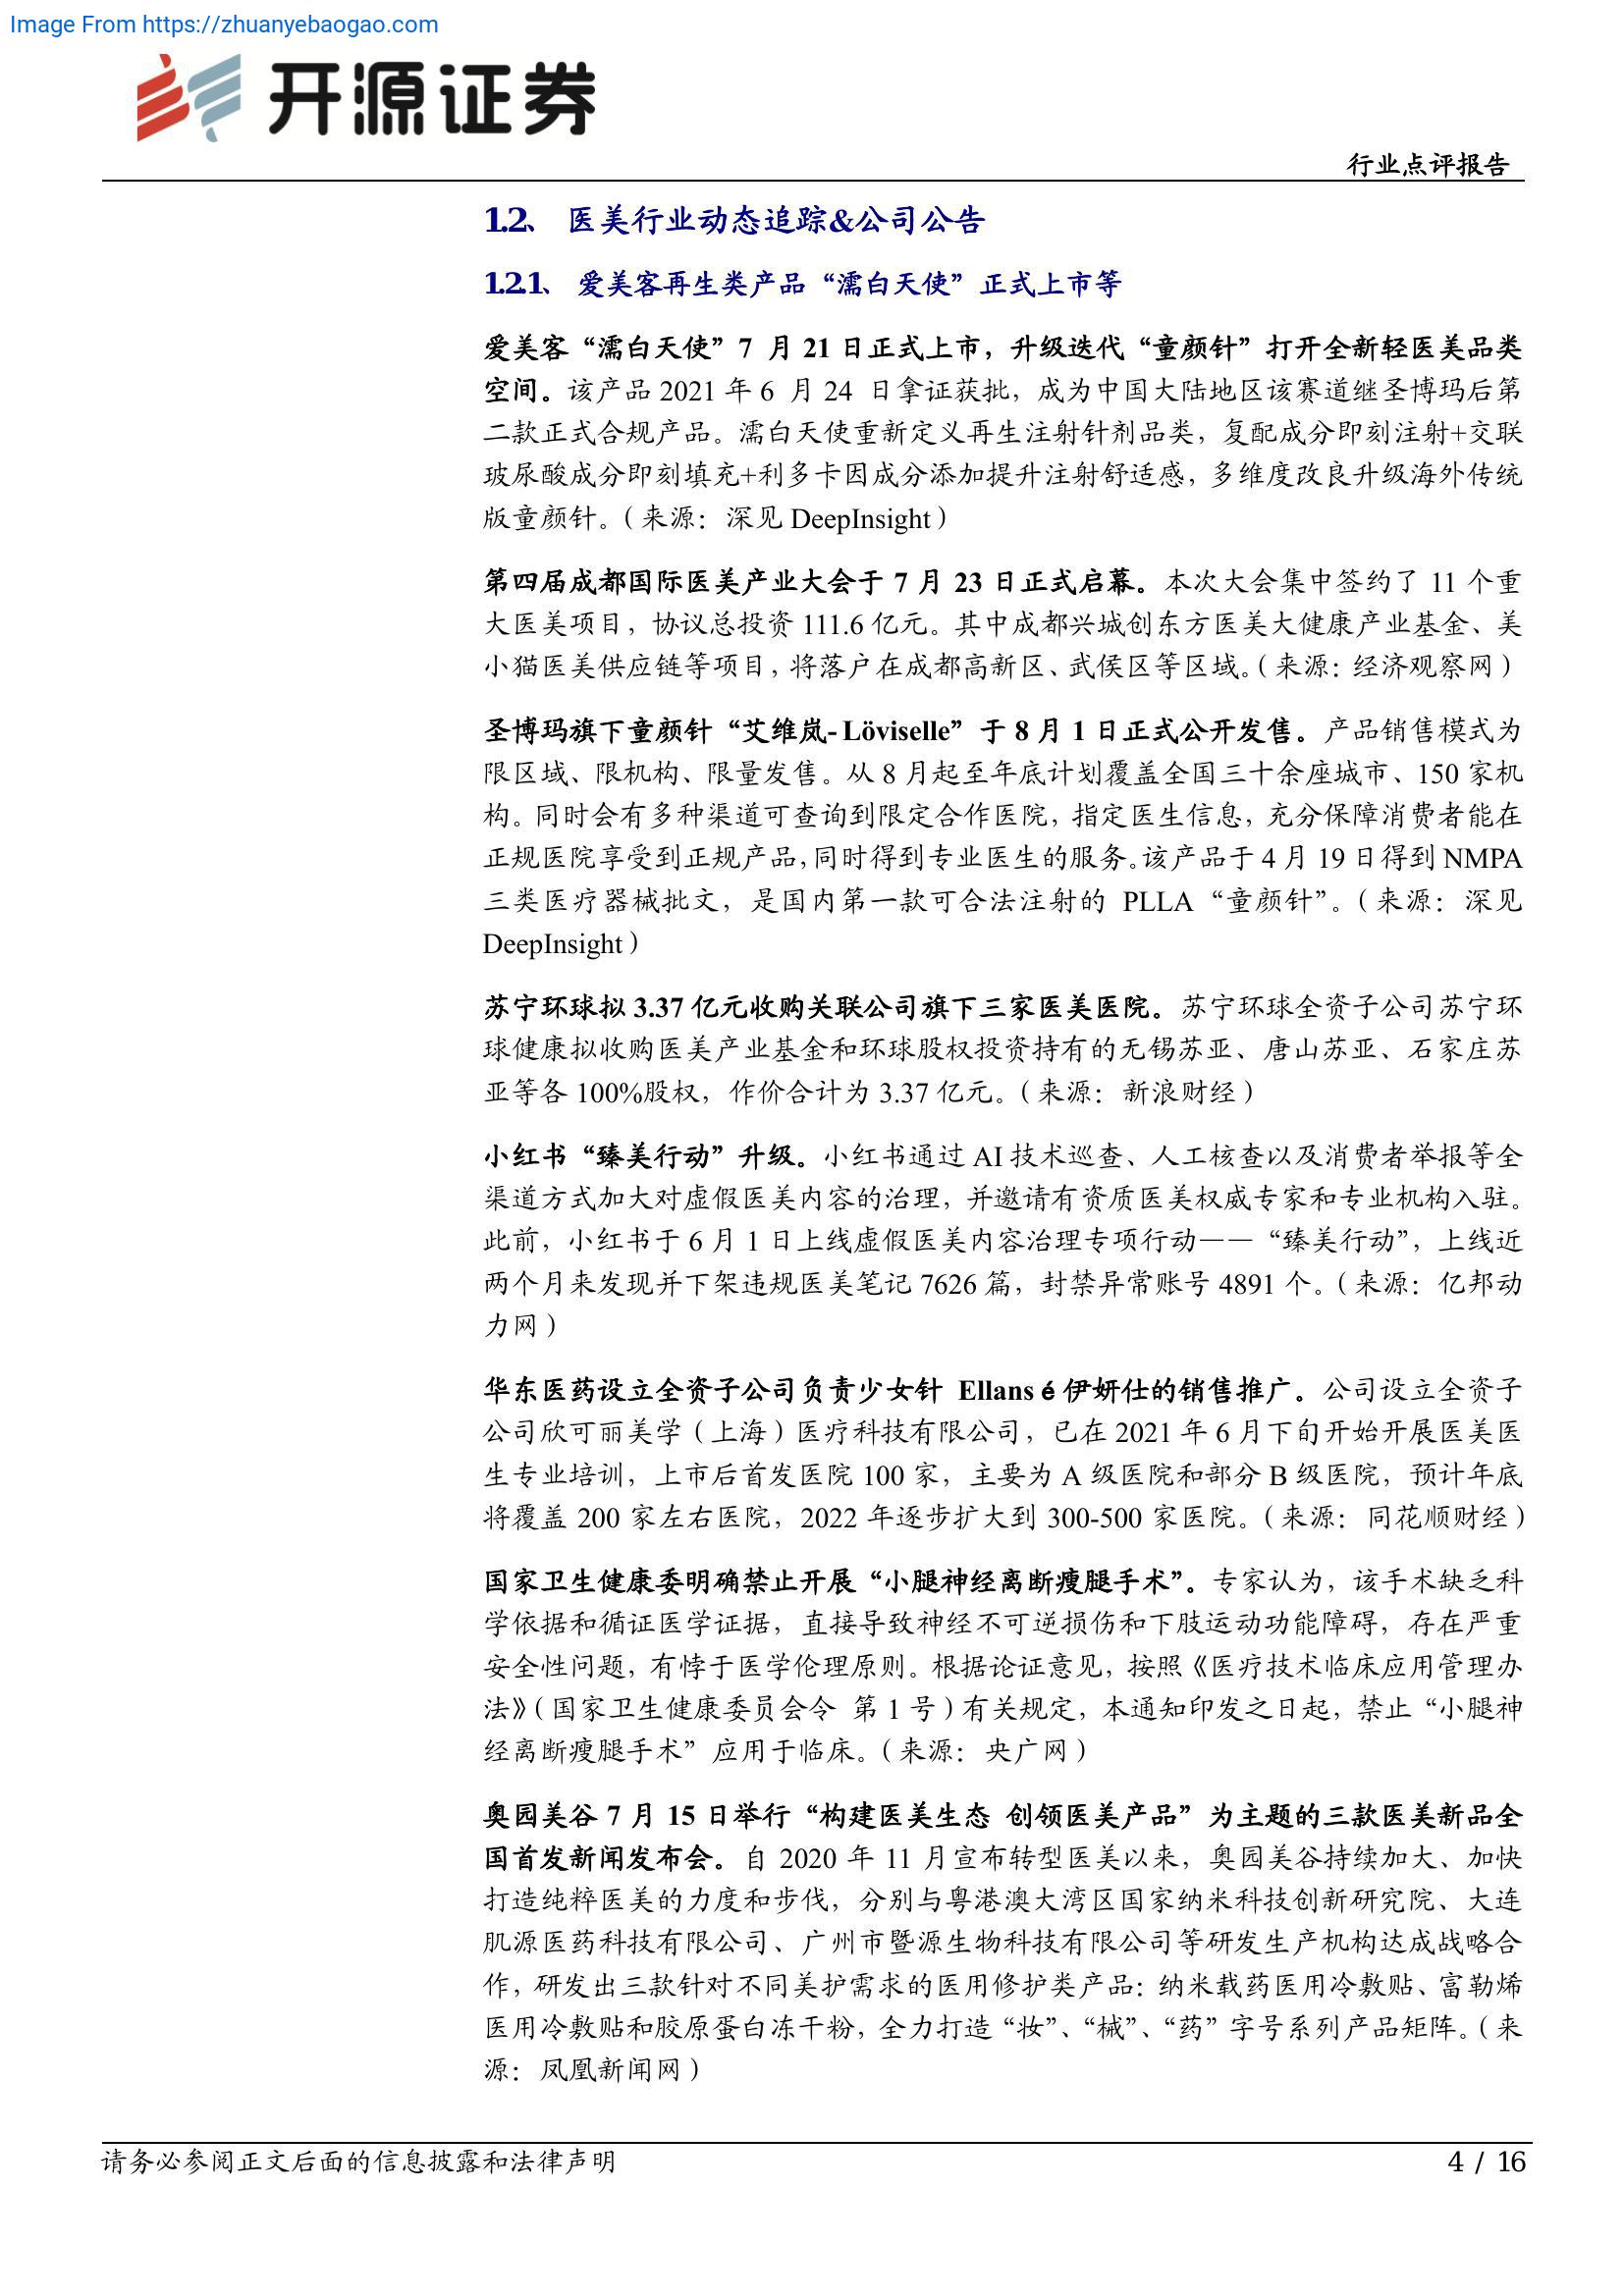 Image From https://zhuanyebaogao.com
开源证券
行业点评报告
1.2、 医美行业动态追踪&公司公告
1.2.1、 爱美客再生类产品“濡白天使”正式上市等
爱美客“濡白天使”7 月 21 日正式上市，升级迭代“童颜针”打开全新轻医美品类
空间。该产品 2021 年 6 月 24 日拿证获批，成为中国大陆地区该赛道继圣博玛后第
二款正式合规产品。濡白天使重新定义再生注射针剂品类，复配成分即刻注射+交联
玻尿酸成分即刻填充+利多卡因成分添加提升注射舒适感，多维度改良升级海外传统
版童颜针。（来源：深见 DeepInsight）
第四届成都国际医美产业大会于 7 月 23 日正式启幕。本次大会集中签约了 11 个重
大医美项目，协议总投资 111.6 亿元。其中成都兴城创东方医美大健康产业基金、美
小猫医美供应链等项目，将落户在成都高新区、武侯区等区域。（来源：经济观察网）
圣博玛旗下童颜针“艾维岚- Löviselle”于 8 月 1 日正式公开发售。产品销售模式为
限区域、限机构、限量发售。从 8 月起至年底计划覆盖全国三十余座城市、150 家机
构。同时会有多种渠道可查询到限定合作医院，指定医生信息，充分保障消费者能在
正规医院享受到正规产品，同时得到专业医生的服务。该产品于 4 月 19 日得到 NMPA
三类医疗器械批文，是国内第一款可合法注射的 PLLA“童颜针”。（来源：深见
DeepInsight）
苏宁环球拟 3.37 亿元收购关联公司旗下三家医美医院。苏宁环球全资子公司苏宁环
球健康拟收购医美产业基金和环球股权投资持有的无锡苏亚、唐山苏亚、石家庄苏
亚等各 100%股权，作价合计为 3.37 亿元。（来源：新浪财经）
小红书“臻美行动”升级。小红书通过 AI 技术巡查、人工核查以及消费者举报等全
渠道方式加大对虚假医美内容的治理，并邀请有资质医美权威专家和专业机构入驻。
此前，小红书于 6 月 1 日上线虚假医美内容治理专项行动——“臻美行动”，上线近
两个月来发现并下架违规医美笔记 7626 篇，封禁异常账号 4891 个。（来源：亿邦动
力网）
华东医药设立全资子公司负责少女针 Ellans é 伊妍仕的销售推广。公司设立全资子
公司欣可丽美学（上海）医疗科技有限公司，已在 2021 年 6 月下旬开始开展医美医
生专业培训，上市后首发医院 100 家，主要为 A 级医院和部分 B 级医院，预计年底
将覆盖 200 家左右医院，2022 年逐步扩大到 300-500 家医院。（来源：同花顺财经）
国家卫生健康委明确禁止开展“小腿神经离断瘦腿手术”。专家认为，该手术缺乏科
学依据和循证医学证据，直接导致神经不可逆损伤和下肢运动功能障碍，存在严重
安全性问题，有悖于医学伦理原则。根据论证意见，按照《医疗技术临床应用管理办
法》（国家卫生健康委员会令 第 1 号）有关规定，本通知印发之日起，禁止“小腿神
经离断瘦腿手术”应用于临床。（来源：央广网）
奥园美谷 7 月 15 日举行“构建医美生态 创领医美产品”为主题的三款医美新品全
国首发新闻发布会。自 2020 年 11 月宣布转型医美以来，奥园美谷持续加大、加快
打造纯粹医美的力度和步伐，分别与粤港澳大湾区国家纳米科技创新研究院、大连
肌源医药科技有限公司、广州市暨源生物科技有限公司等研发生产机构达成战略合
作，研发出三款针对不同美护需求的医用修护类产品：纳米载药医用冷敷贴、富勒烯
医用冷敷贴和胶原蛋白冻干粉，全力打造“妆”、“械”、“药”字号系列产品矩阵。（来
源：凤凰新闻网）
请务必参阅正文后面的信息披露和法律声明
4 / 16